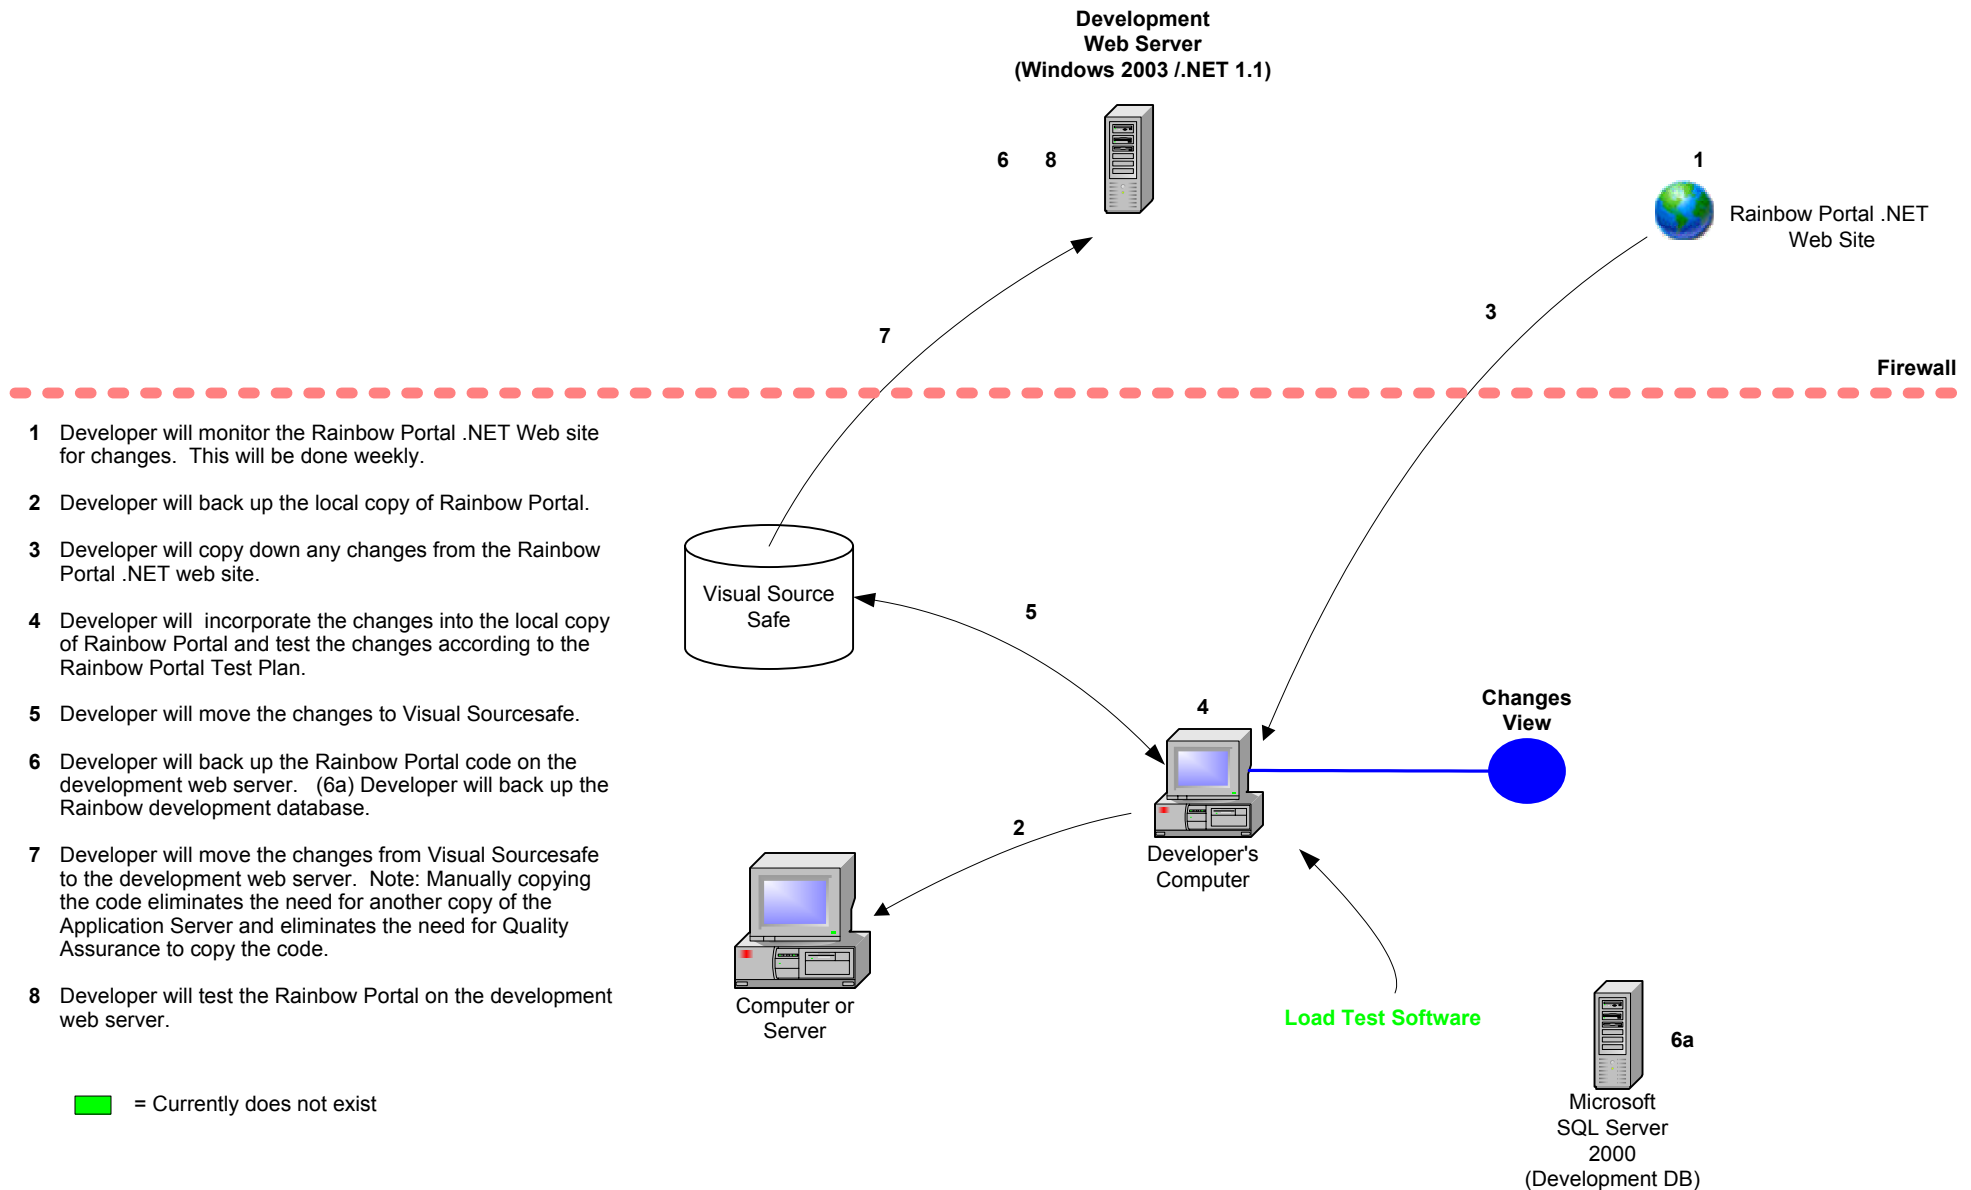 Development
Web Server
(Windows 2003 /.NET 1.1)
6
8
1
Rainbow Portal .NET
Web Site
3
7
Firewall
1 Developer will monitor the Rainbow Portal .NET Web site
for changes. This will be done weekly.
2 Developer will back up the local copy of Rainbow Portal.
3 Developer will copy down any changes from the Rainbow
Portal .NET web site.
4 Developer will incorporate the changes into the local copy
of Rainbow Portal and test the changes according to the
Rainbow Portal Test Plan.
5 Developer will move the changes to Visual Sourcesafe.
6 Developer will back up the Rainbow Portal code on the
development web server. (6a) Developer will back up the
Rainbow development database.
7 Developer will move the changes from Visual Sourcesafe
to the development web server. Note: Manually copying
the code eliminates the need for another copy of the
Application Server and eliminates the need for Quality
Assurance to copy the code.
8 Developer will test the Rainbow Portal on the development
web server.
= Currently does not exist
Visual Source
Safe
5
4
Changes
View
2
Developer's
Computer
Computer or
Server
Load Test Software
6a
Microsoft
SQL Server
2000
(Development DB)